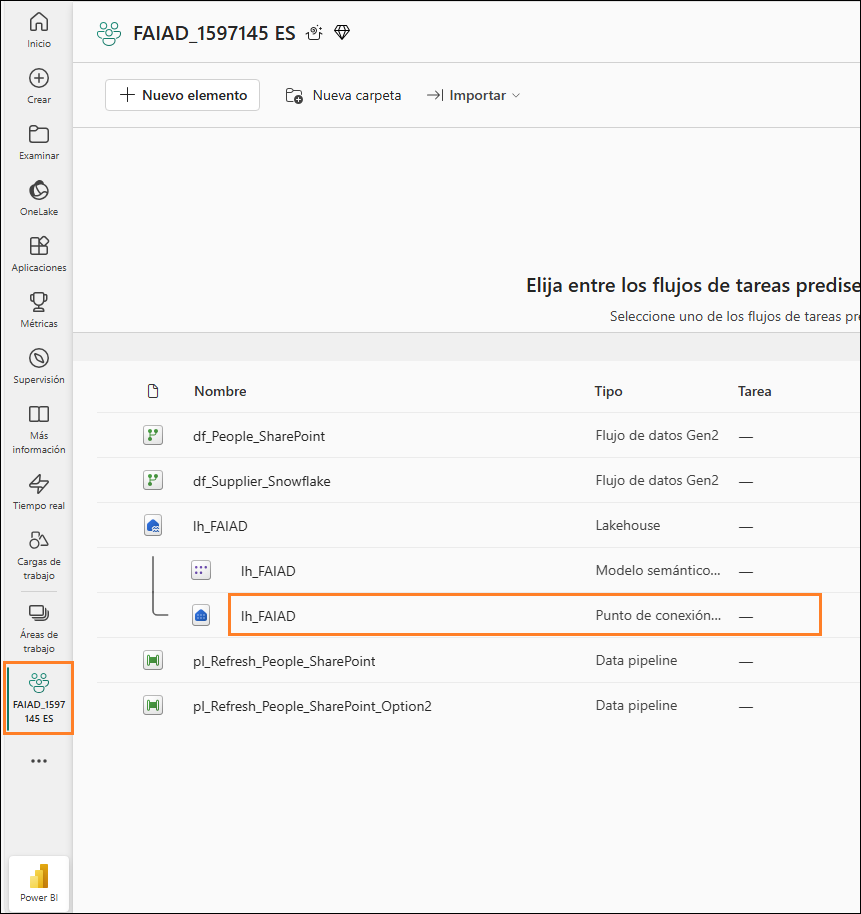 Inicio
Crear
Examinar
OneLake
Aplicaciones
Métricas
Supervisión
Más
información
Tiempo real
Cargas de
trabajo
Áreas de
trabajo
FAIAD_1597
145 ES
Power BI
FAIAD_1597145 ES
Nuevo elemento
Nueva carpeta
Importar
Elija entre los flujos de tareas predise
Seleccione uno de los flujos de tareas pre
Nombre Tipo Tarea
df_People_SharePoint Flujo de datos Gen2 —
df_Supplier_Snowflake Flujo de datos Gen2 —
lh_FAIAD Lakehouse —
lh_FAIAD Modelo semántico... —
lh_FAIAD Punto de conexión... —
pl_Refresh_People_SharePoint Data pipeline —
pl_Refresh_People_SharePoint_Option2 Data pipeline —